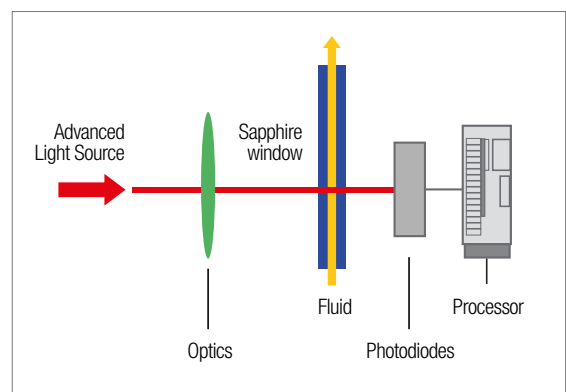 Advanced
Light Source
Sapphire
window
Fluid
Processor
Optics
Photodiodes